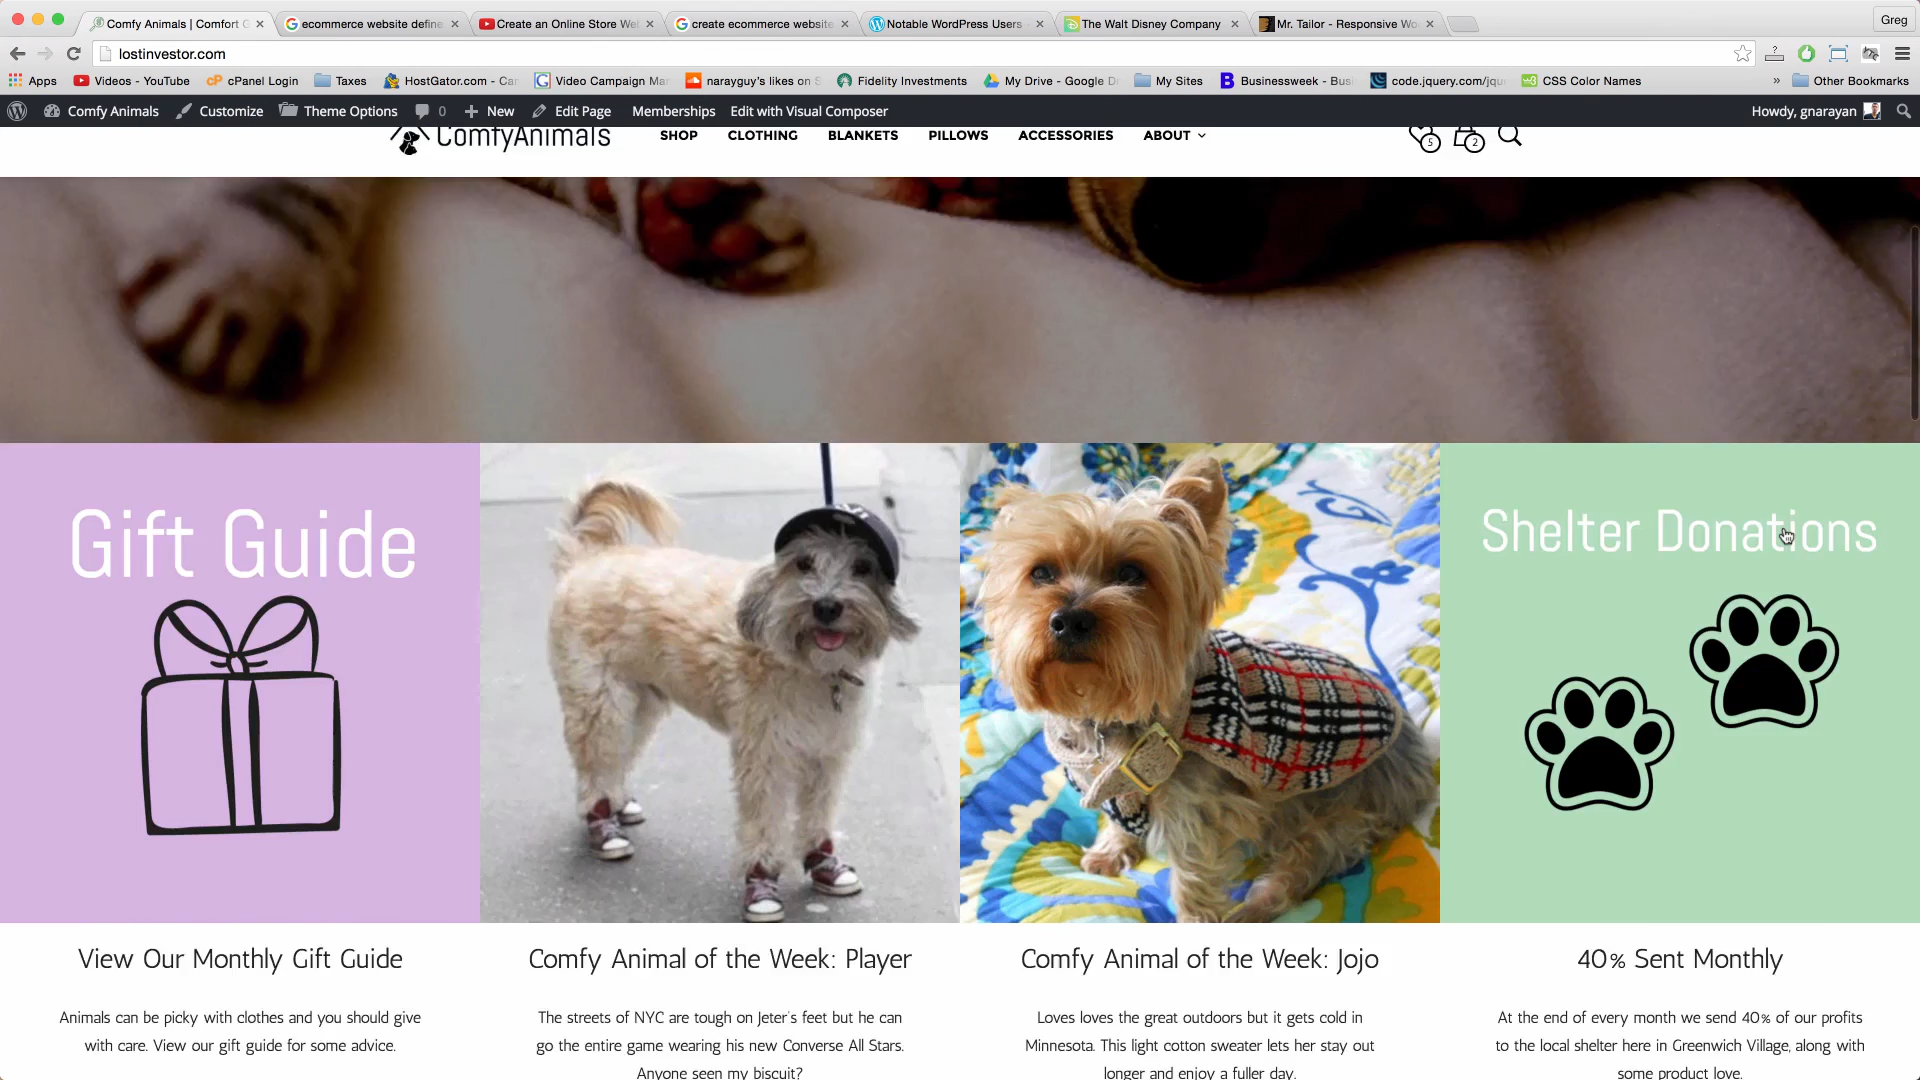 Comfy Animals | Comfort G
ecommerce website define
Create an Online Store We
create ecommerce website
Notable WordPress Users
The Walt Disney Company
Mr. Tailor - Responsive Wo
Greg
lostinvestor.com
Apps
Videos - YouTube
cPanel Login
Taxes
HostGator.com - Car
Video Campaign Ma
narayguy's likes on S
Fidelity Investments
My Drive - Google D
My Sites
Businessweek - Bus
code.jquery.com/jqu
CSS Color Names
» Other Bookmarks
Comfy Animals
Customize
Theme Options
0
New
Edit Page
Memberships
Edit with Visual Composer
Howdy, gnarayan
ComfyAnimals
SHOP
CLOTHING
BLANKETS
PILLOWS
ACCESSORIES
ABOUT
5
2
Gift Guide
Shelter Donations
View Our Monthly Gift Guide
Animals can be picky with clothes and you should give
with care. View our gift guide for some advice.
Comfy Animal of the Week: Player
The streets of NYC are tough on Jeter's feet but he can
go the entire game wearing his new Converse All Stars.
Anyone seen my biscuit?
Comfy Animal of the Week: Jojo
Loves loves the great outdoors but it gets cold in
Minnesota. This light cotton sweater lets her stay out
longer and enjoy a fuller day.
40% Sent Monthly
At the end of every month we send 40% of our profits
to the local shelter here in Greenwich Village, along with
some product love.